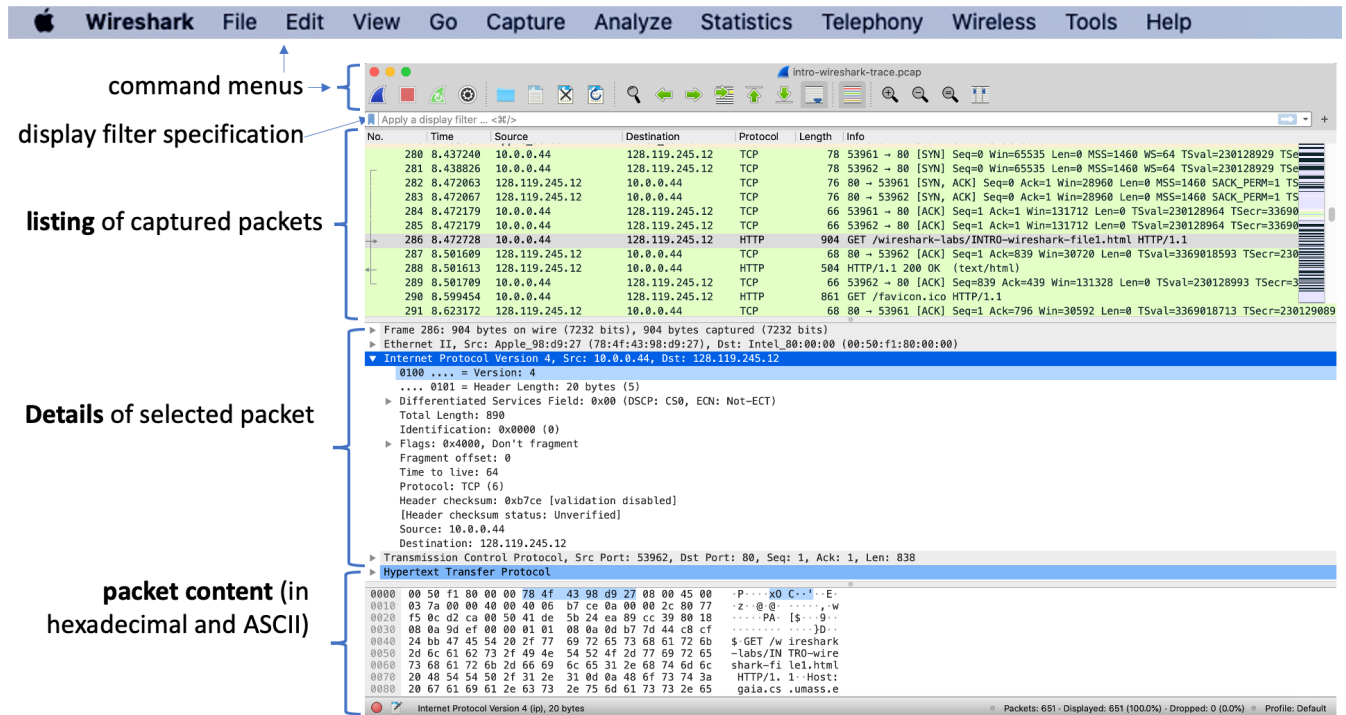 Wireshark File Edit View Go Capture Analyze Statistics Telephony Wireless Tools Help
command menus
intro-wireshark-trace.pcap
display filter specification
Apply a display filter ... <⌘/>
No. Time Source Destination Protocol Length Info
280 8.437240 10.0.0.44 128.119.245.12 TCP 78 53961 → 80 [SYN] Seq=0 Win=65535 Len=0 MSS=1460 WS=64 TSval=230128929 TSe
281 8.438826 10.0.0.44 128.119.245.12 TCP 78 53962 → 80 [SYN] Seq=0 Win=65535 Len=0 MSS=1460 WS=64 TSval=230128929 TSe
282 8.472063 128.119.245.12 10.0.0.44 TCP 76 80 → 53961 [SYN, ACK] Seq=0 Ack=1 Win=28960 Len=0 MSS=1460 SACK_PERM=1 TS
283 8.472067 128.119.245.12 10.0.0.44 TCP 76 80 → 53962 [SYN, ACK] Seq=0 Ack=1 Win=28960 Len=0 MSS=1460 SACK_PERM=1 TS
284 8.472179 10.0.0.44 128.119.245.12 TCP 66 53961 → 80 [ACK] Seq=1 Ack=1 Win=131712 Len=0 TSval=230128964 TSecr=33690
285 8.472179 10.0.0.44 128.119.245.12 TCP 66 53962 → 80 [ACK] Seq=1 Ack=1 Win=131712 Len=0 TSval=230128964 TSecr=33690
286 8.472728 10.0.0.44 128.119.245.12 HTTP 904 GET /wireshark-labs/INTRO-wireshark-file1.html HTTP/1.1
287 8.501609 128.119.245.12 10.0.0.44 TCP 68 80 → 53962 [ACK] Seq=1 Ack=839 Win=30720 Len=0 TSval=3369018593 TSecr=230
288 8.501613 128.119.245.12 10.0.0.44 HTTP 504 HTTP/1.1 200 OK (text/html)
289 8.501709 10.0.0.44 128.119.245.12 TCP 66 53962 → 80 [ACK] Seq=839 Ack=439 Win=131328 Len=0 TSval=230128993 TSecr=3
290 8.599454 10.0.0.44 128.119.245.12 HTTP 861 GET /favicon.ico HTTP/1.1
291 8.623172 128.119.245.12 10.0.0.44 TCP 68 80 → 53961 [ACK] Seq=1 Ack=796 Win=30592 Len=0 TSval=3369018713 TSecr=230129089
listing of captured packets
Frame 286: 904 bytes on wire (7232 bits), 904 bytes captured (7232 bits)
Ethernet II, Src: Apple_98:d9:27 (78:4f:43:98:d9:27), Dst: Intel_80:00:00 (00:50:f1:80:00:00)
Internet Protocol Version 4, Src: 10.0.0.44, Dst: 128.119.245.12
0100 .... = Version: 4
.... 0101 = Header Length: 20 bytes (5)
Differentiated Services Field: 0x00 (DSCP: CS0, ECN: Not-ECT)
Total Length: 890
Identification: 0x0000 (0)
Flags: 0x4000, Don't fragment
Fragment offset: 0
Time to live: 64
Protocol: TCP (6)
Header checksum: 0xb7ce [validation disabled]
[Header checksum status: Unverified]
Source: 10.0.0.44
Destination: 128.119.245.12
Transmission Control Protocol, Src Port: 53962, Dst Port: 80, Seq: 1, Ack: 1, Len: 838
Hypertext Transfer Protocol
Details of selected packet
packet content (in
hexadecimal and ASCII)
0000 00 50 f1 80 00 00 78 4f 43 98 d9 27 08 00 45 00 ·P····xO C··'··E·
0010 03 7a 00 00 40 00 40 06 b7 ce 0a 00 00 2c 80 77 ·z··@·@· ·····,·w
0020 f5 0c d2 ca 00 50 41 de 5b 24 ea 89 cc 39 80 18 ·····PA· [$···9··
0030 08 0a 9d ef 00 00 01 01 08 0a 0d b7 7d 44 c8 cf ········ ····}D··
0040 24 bb 47 45 54 20 2f 77 69 72 65 73 68 61 72 6b $·GET /w ireshark
0050 2d 6c 61 62 73 2f 49 4e 54 52 4f 2d 77 69 72 65 -labs/IN TRO-wire
0060 73 68 61 72 6b 2d 66 69 6c 65 31 2e 68 74 6d 6c shark-fi le1.html
0070 20 48 54 54 50 2f 31 2e 31 0d 0a 48 6f 73 74 3a HTTP/1. 1··Host:
0080 20 67 61 69 61 2e 63 73 2e 75 6d 61 73 73 2e 65 gaia.cs .umass.e
Internet Protocol Version 4 (ip), 20 bytes Packets: 651 · Displayed: 651 (100.0%) · Dropped: 0 (0.0%) Profile: Default